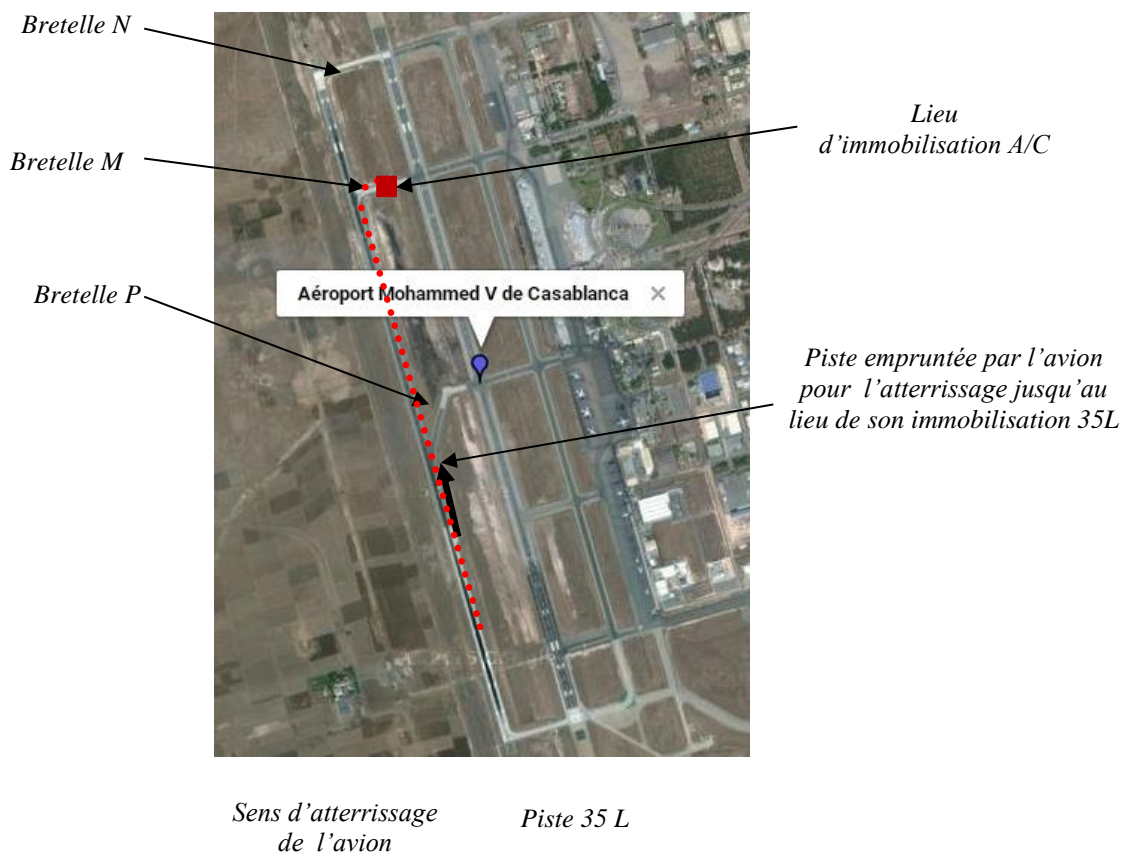 Bretelle N
Lieu
d’immobilisation A/C
Bretelle M
Aéroport Mohammed V de Casablanca ×
Bretelle P
Piste empruntée par l’avion
pour l’atterrissage jusqu’au
lieu de son immobilisation 35L
Sens d’atterrissage
de l’avion
Piste 35 L